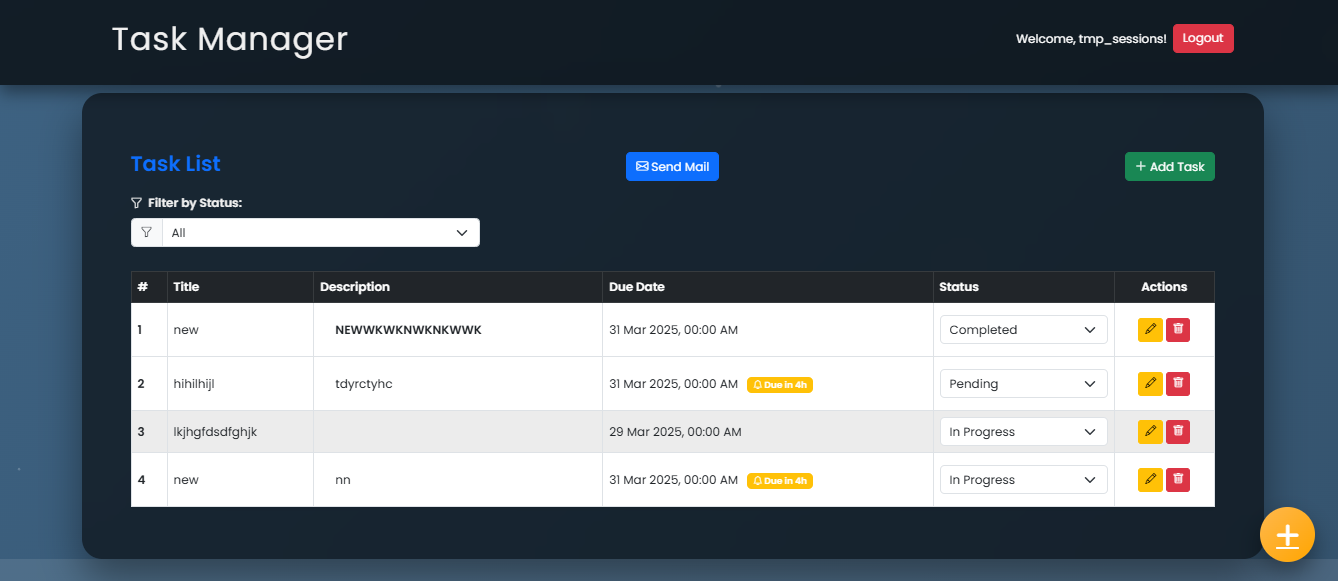 Task Manager
Welcome, tmp_sessions! Logout
Task List Send Mail + Add Task
Filter by Status:
All
# Title Description Due Date Status Actions
1 new NEWWKWKNWKNKWWK 31 Mar 2025, 00:00 AM Completed
2 hihilhijl tdyrctyhc 31 Mar 2025, 00:00 AM Due in 4h Pending
3 lkjhgfdsdfghjk 29 Mar 2025, 00:00 AM In Progress
4 new nn 31 Mar 2025, 00:00 AM Due in 4h In Progress